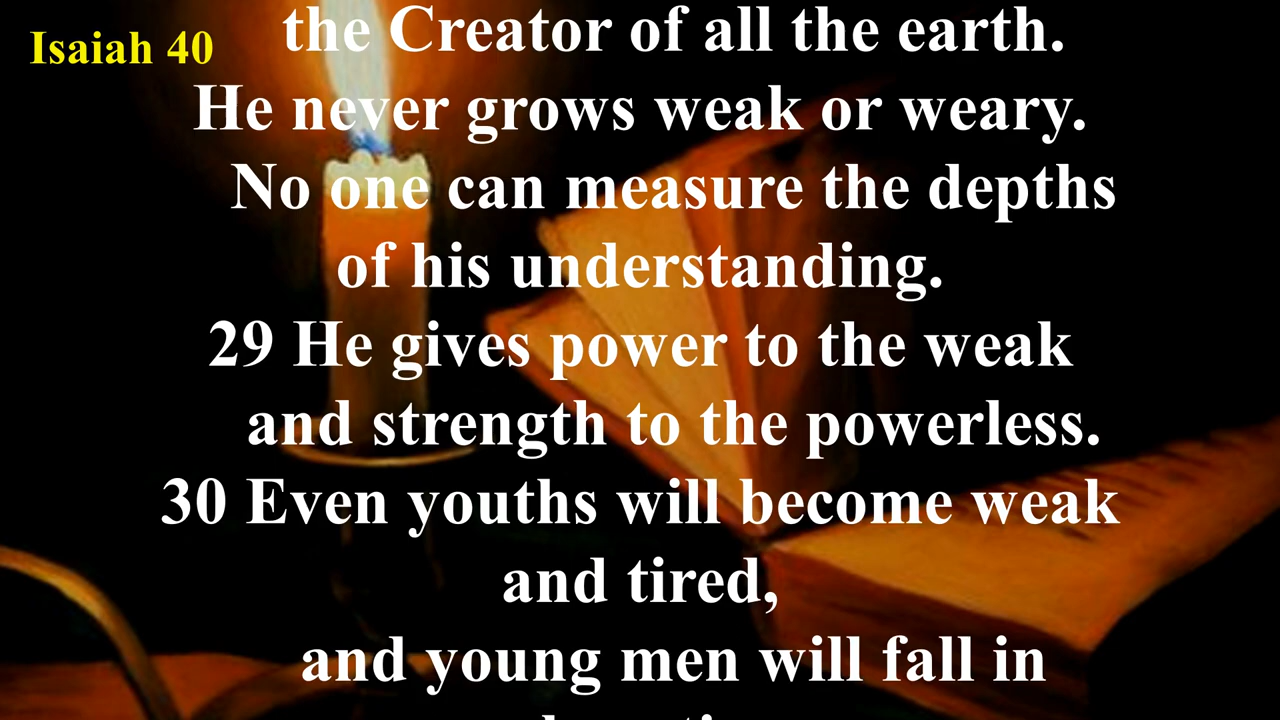 Isaiah 40
the Creator of all the earth.
He never grows weak or weary.
No one can measure the depths
of his understanding.
29 He gives power to the weak
and strength to the powerless.
30 Even youths will become weak
and tired,
and young men will fall in